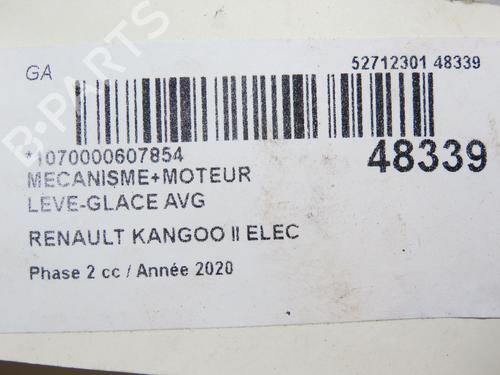 GA
52712301 48339
*1070000607854
48339
MECANISME+MOTEUR
LEVE-GLACE AVG
RENAULT KANGOO II ELEC
Phase 2 cc / Année 2020
B-PARTS